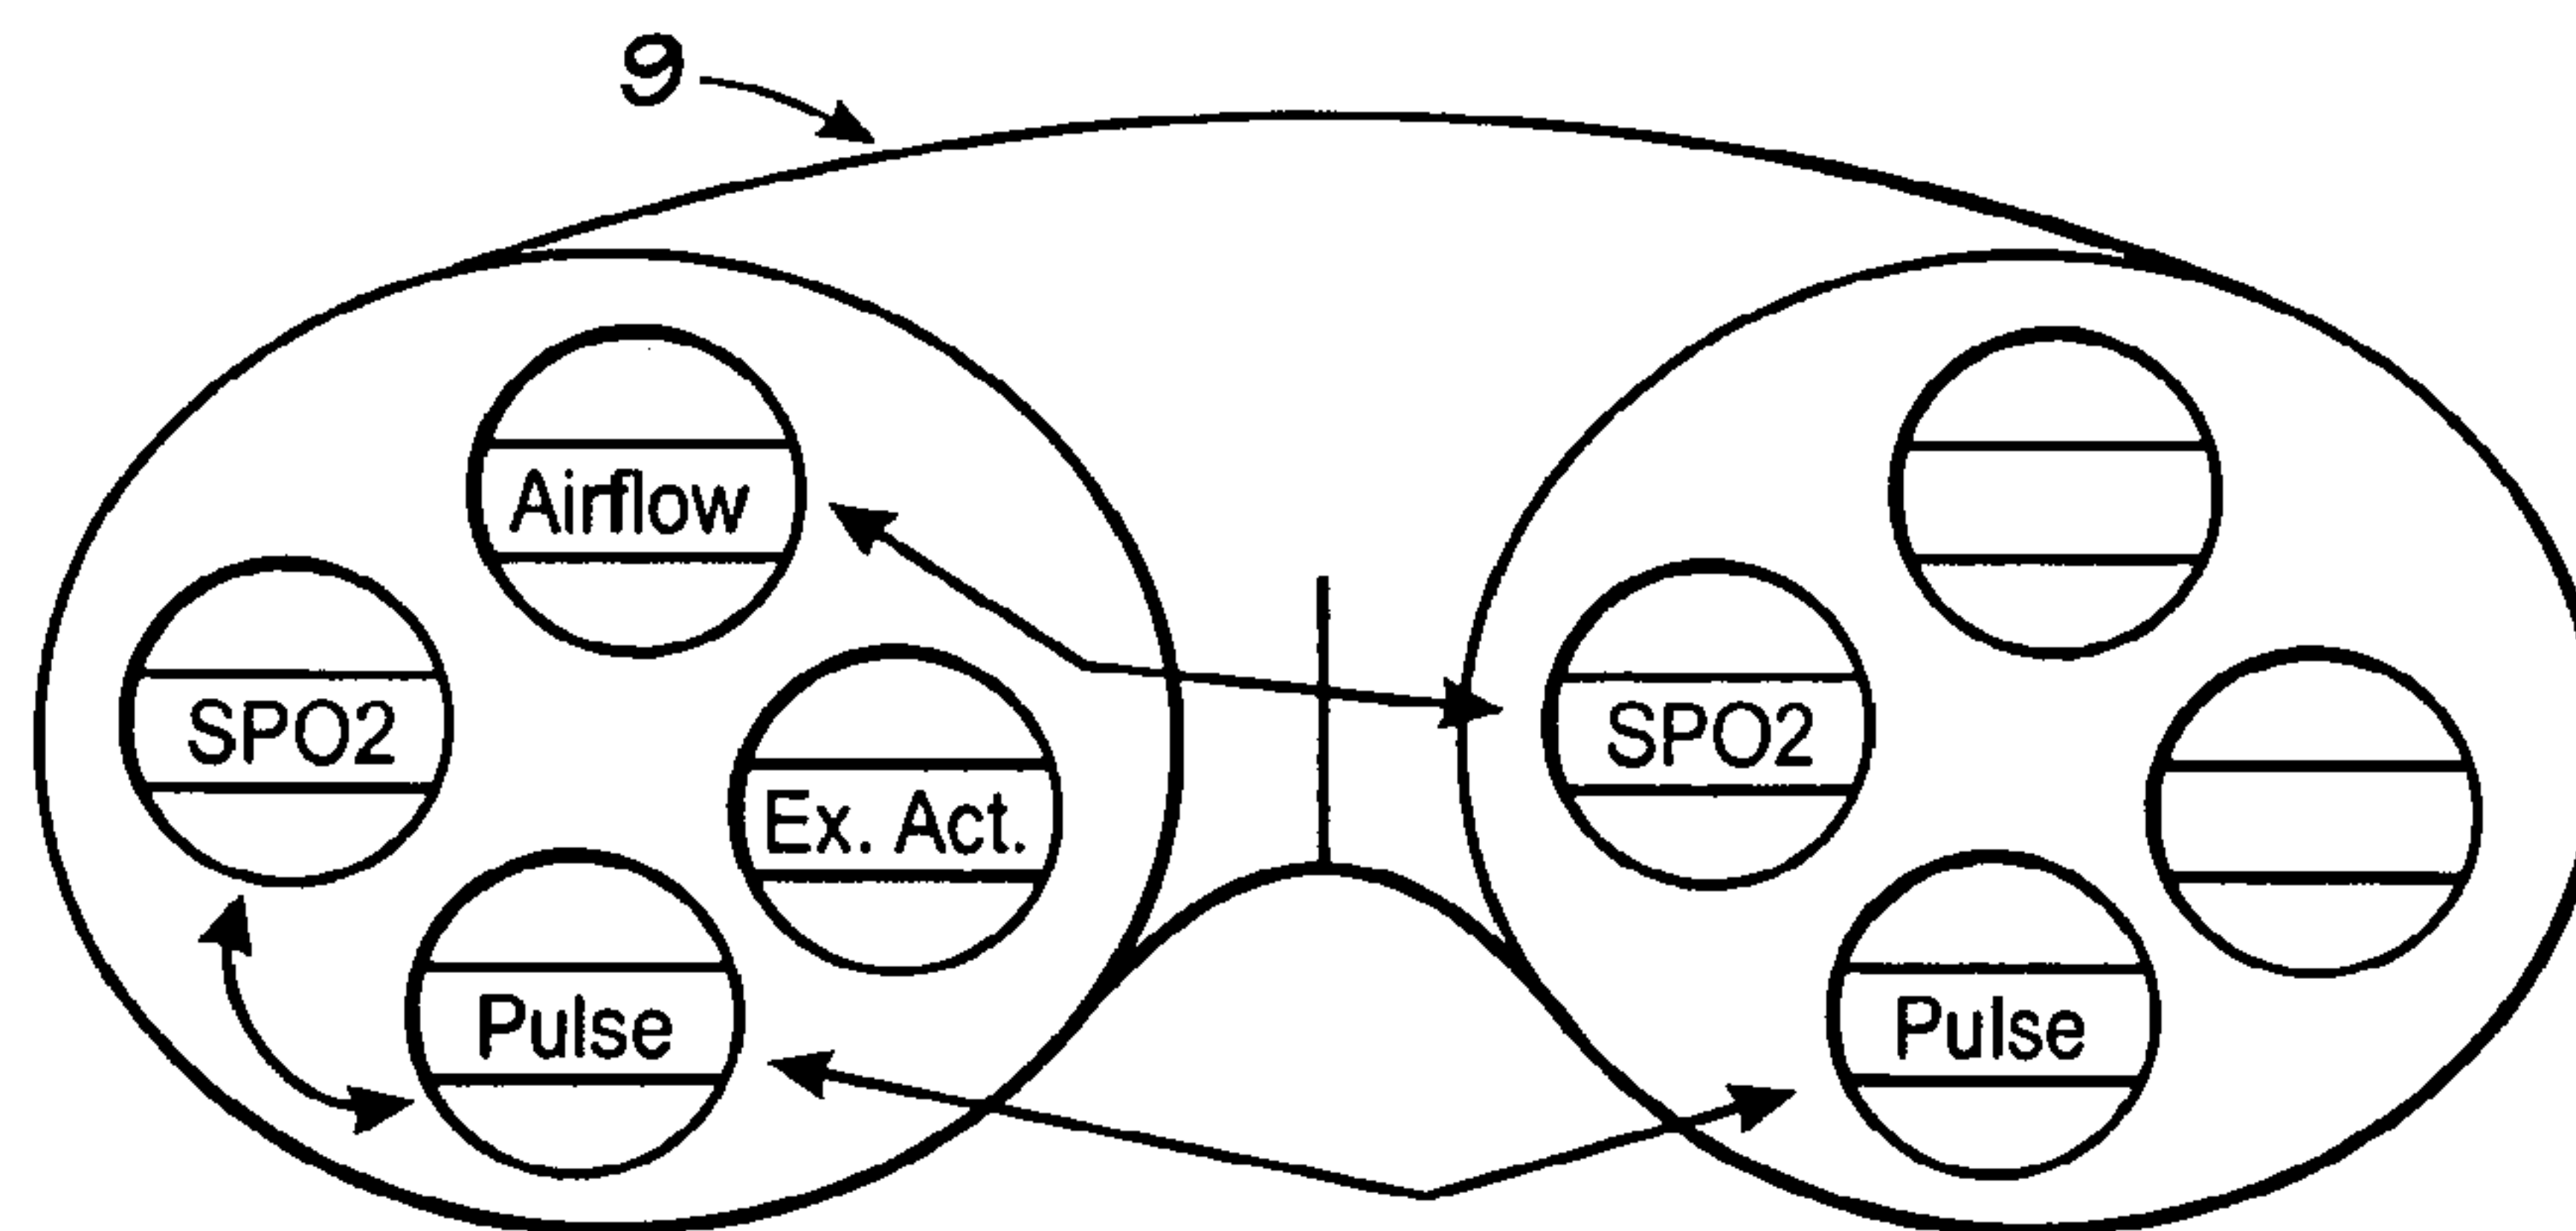 9
Airflow
SPO2
Ex. Act.
Pulse
SPO2
Pulse